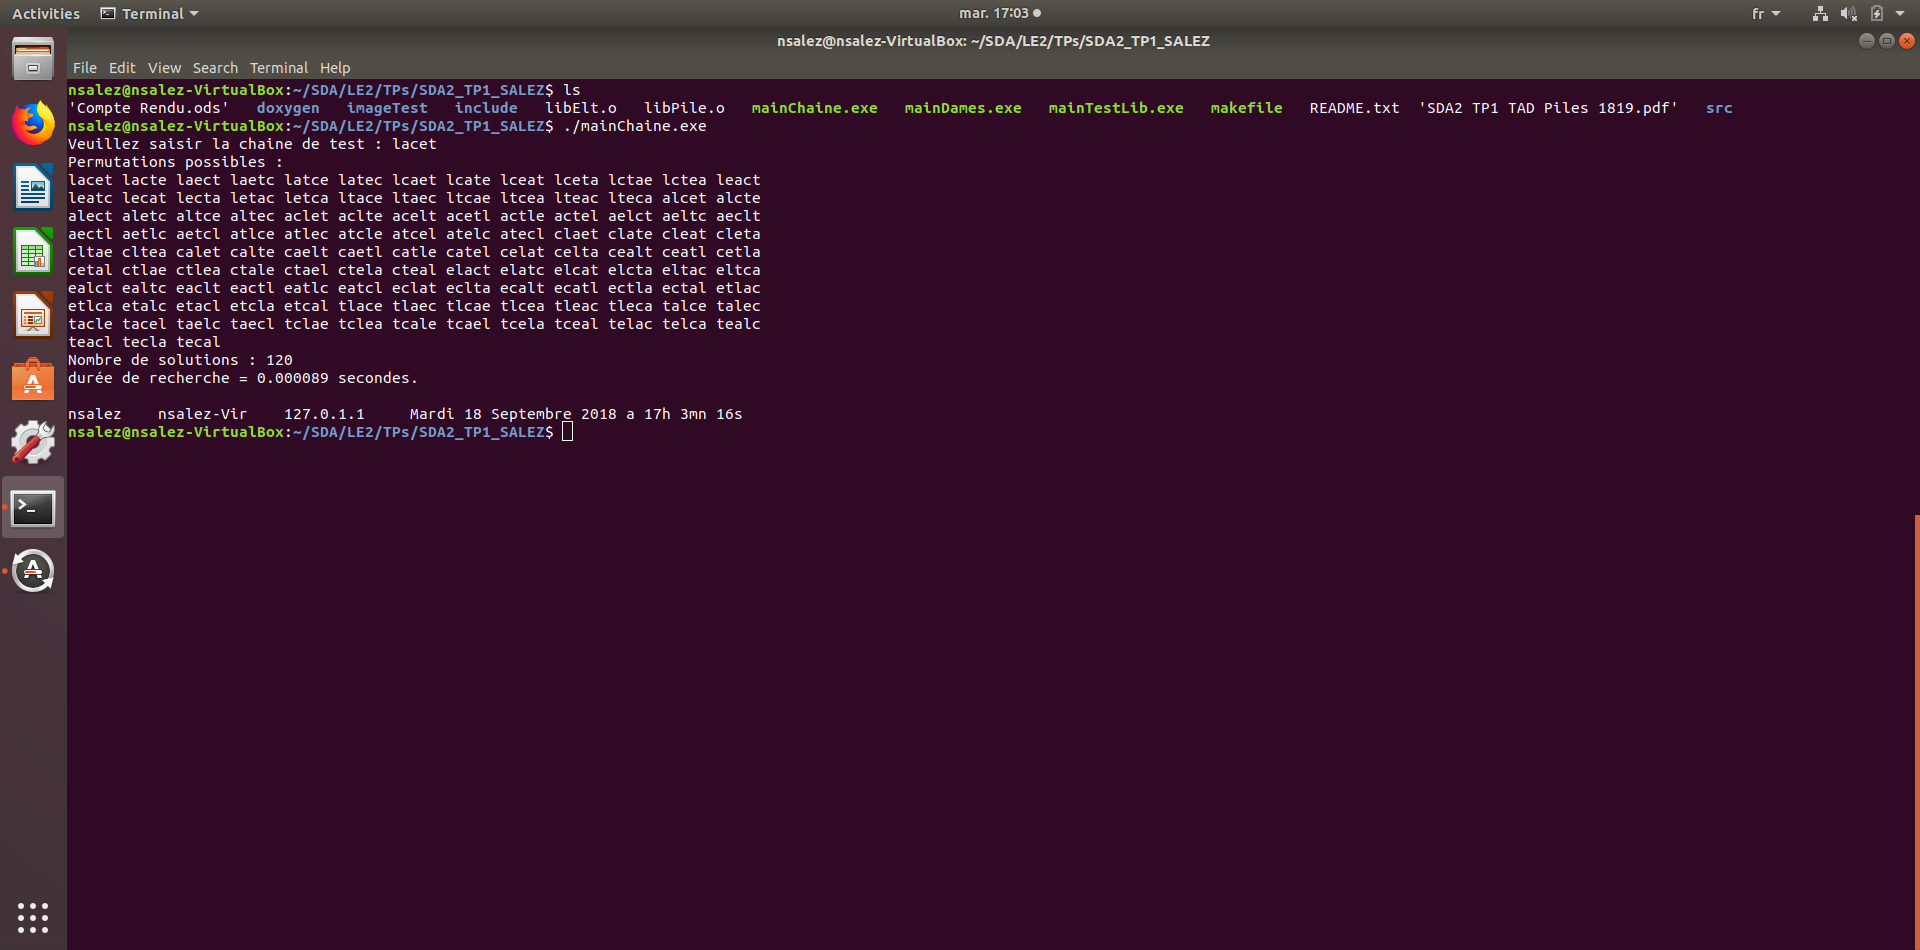 Activities Terminal mar. 17:03 fr
nsalez@nsalez-VirtualBox: ~/SDA/LE2/TPs/SDA2_TP1_SALEZ
File Edit View Search Terminal Help
nsalez@nsalez-VirtualBox:~/SDA/LE2/TPs/SDA2_TP1_SALEZ$ ls
'Compte Rendu.ods' doxygen imageTest include libElt.o libPile.o mainChaine.exe mainDames.exe mainTestLib.exe makefile README.txt 'SDA2 TP1 TAD Piles 1819.pdf' src
nsalez@nsalez-VirtualBox:~/SDA/LE2/TPs/SDA2_TP1_SALEZ$ ./mainChaine.exe
Veuillez saisir la chaine de test : lacet
Permutations possibles :
lacet lacte laect laetc latce latec lcaet lcate lceat lceta lctae lctea leact
leatc lecat lecta letac letca ltace ltaec ltcae ltcea lteac lteca alcet alcte
alect aletc altce altec aclet aclte acelt acetl actle actel aelct aeltc aeclt
aectl aetlc aetcl atlce atlec atcle atcel atelc atecl claet clate cleat cleta
cltae cltea calet calte caelt caetl catle catel celat celta cealt ceatl cetla
cetal ctlae ctlea ctale ctael ctela cteal elact elatc elcat elcta eltac eltca
ealct ealtc eaclt eactl eatlc eatcl eclat eclta ecalt ecatl ectla ectal etlac
etlca etalc etacl etcla etcal tlace tlaec tlcae tlcea tleac tleca talce talec
tacle tacel taelc taecl tclae tclea tcale tcael tcela tceal telac telca tealc
teacl tecla tecal
Nombre de solutions : 120
durée de recherche = 0.000089 secondes.
nsalez nsalez-Vir 127.0.1.1 Mardi 18 Septembre 2018 a 17h 3mn 16s
nsalez@nsalez-VirtualBox:~/SDA/LE2/TPs/SDA2_TP1_SALEZ$